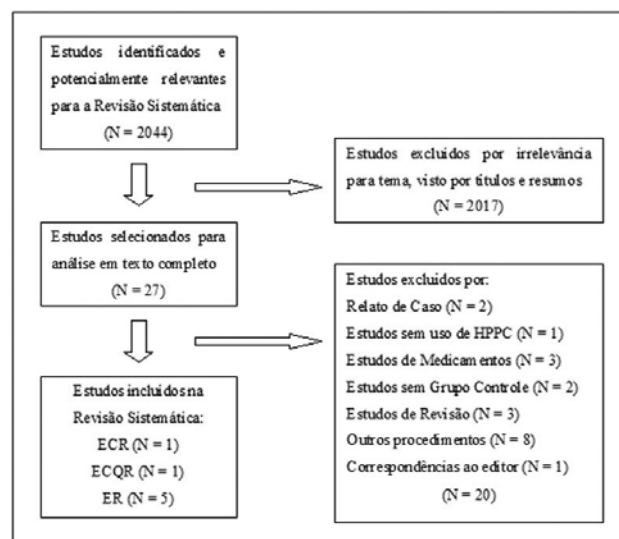 Estudos identificados e
potencialmente relevantes
para a Revisão Sistemática
(N = 2044)
Estudos excluídos por irrelevância
para tema, visto por títulos e resumos
(N = 2017)
Estudos selecionados para
análise em texto completo
(N = 27)
Estudos excluídos por:
Relato de Caso (N = 2)
Estudos sem uso de HPPC (N = 1)
Estudos de Medicamentos (N = 3)
Estudos sem Grupo Controle (N = 2)
Estudos de Revisão (N = 3)
Outros procedimentos (N = 8)
Correspondências ao editor (N = 1)
(N = 20)
Estudos incluídos na
Revisão Sistemática:
ECR (N = 1)
ECQR (N = 1)
ER (N = 5)